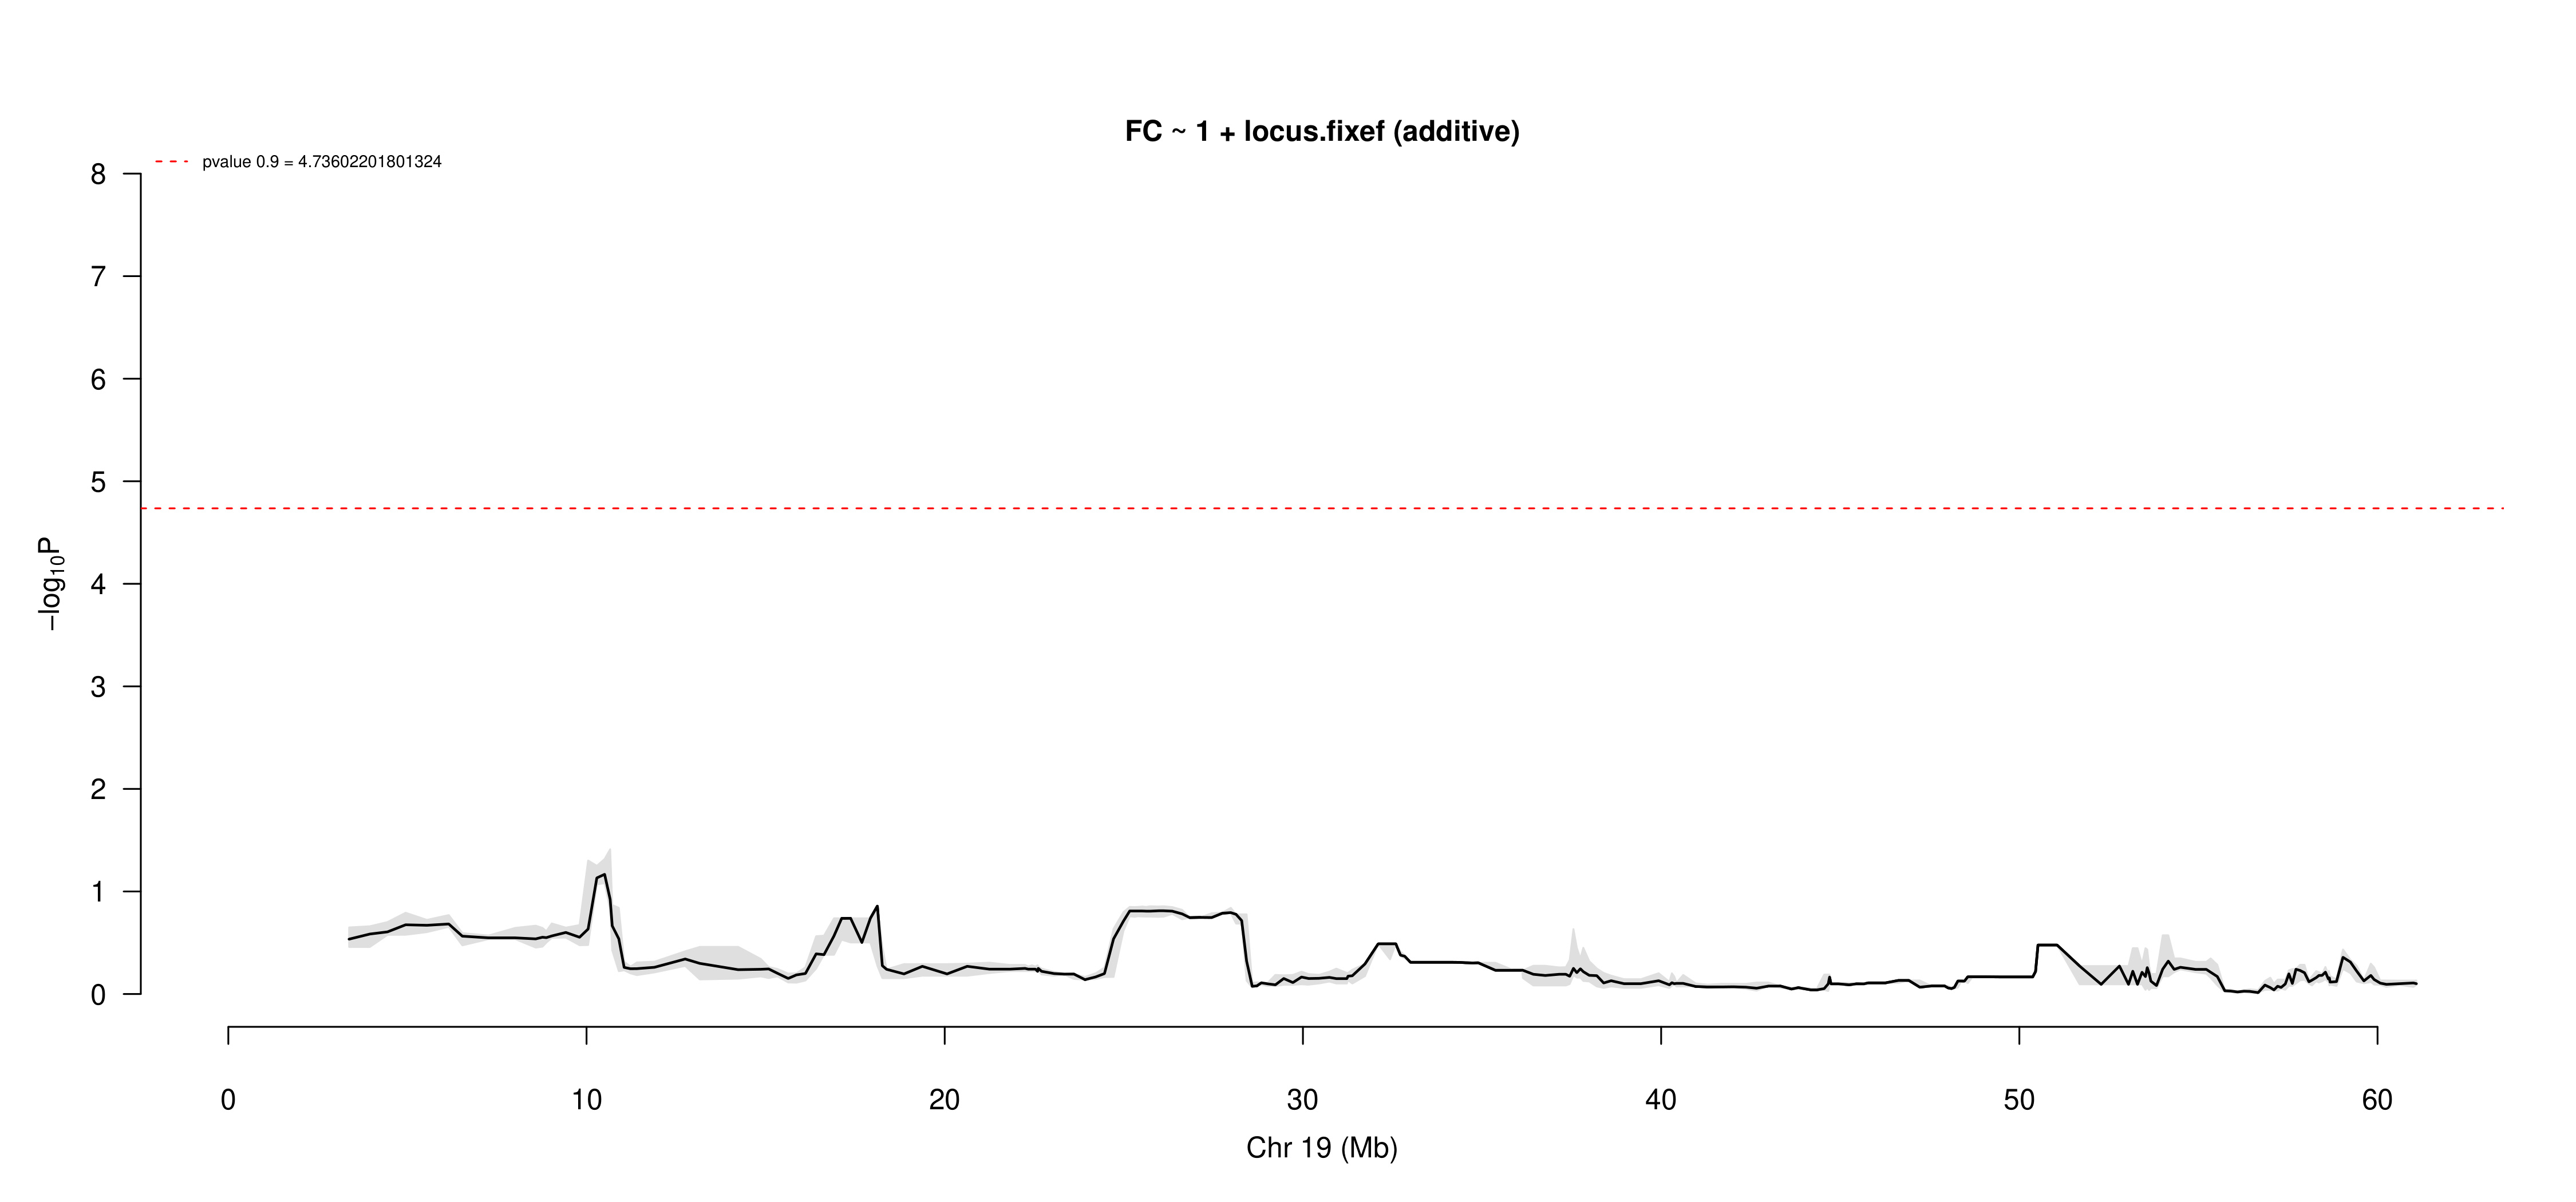 FC ~ 1 + locus.fixef (additive)
pvalue 0.9 = 4.73602201801324
8
7
6
5
4
3
2
1
0
−log10P
0 10 20 30 40 50 60
Chr 19 (Mb)